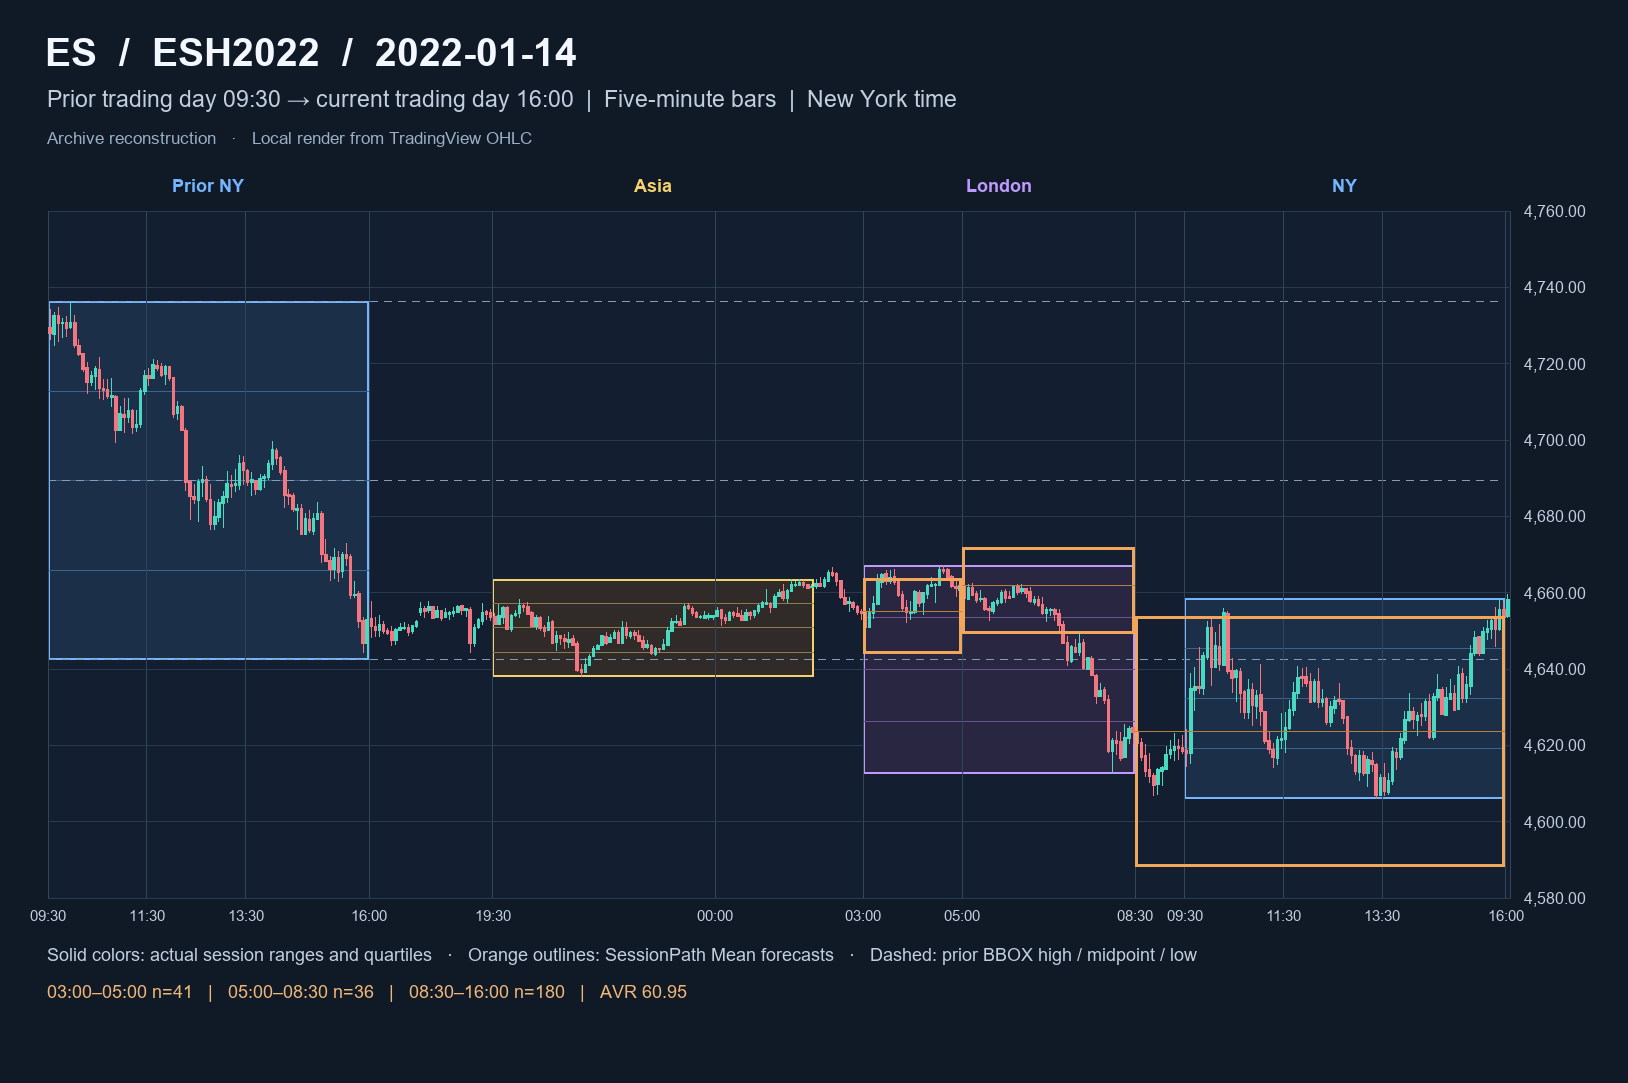 ES / ESH2022 / 2022-01-14
Prior trading day 09:30 → current trading day 16:00 | Five-minute bars | New York time
Archive reconstruction · Local render from TradingView OHLC
Prior NY Asia London NY
4,760.00
4,740.00
4,720.00
4,700.00
4,680.00
4,660.00
4,640.00
4,620.00
4,600.00
4,580.00
09:30 11:30 13:30 16:00 19:30 00:00 03:00 05:00 08:30 09:30 11:30 13:30 16:00
Solid colors: actual session ranges and quartiles · Orange outlines: SessionPath Mean forecasts · Dashed: prior BBOX high / midpoint / low
03:00–05:00 n=41 | 05:00–08:30 n=36 | 08:30–16:00 n=180 | AVR 60.95